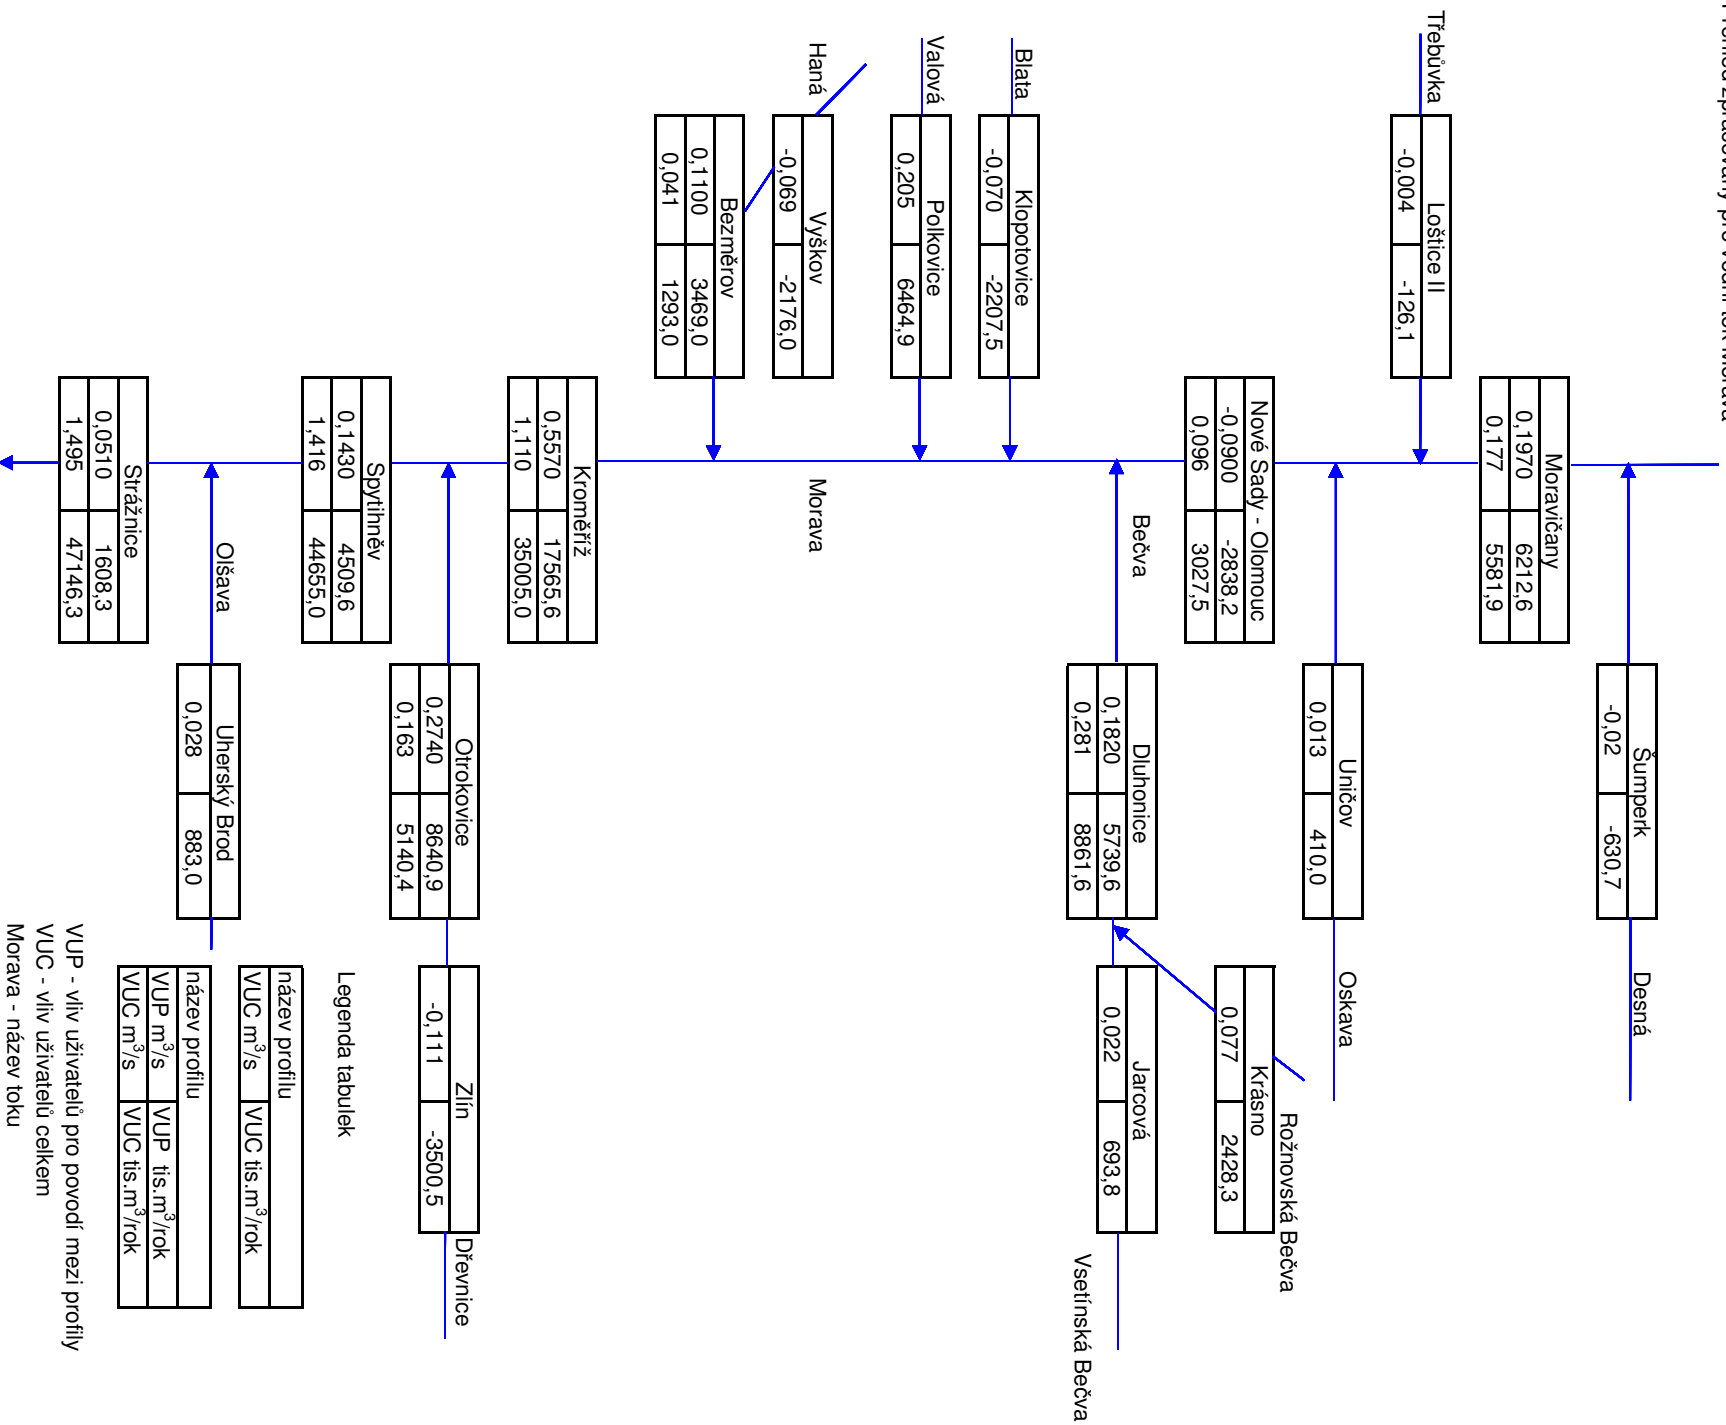 Šumperk
-0,02 -630,7
Desná
Moravičany
0,1970 6212,6
0,177 5581,9
Třebůvka
Loštice II
-0,004 -126,1
Uničov
0,013 410,0
Oskava
Nové Sady - Olomouc
-0,0900 -2838,2
0,096 3027,5
Rožnovská Bečva
Krásno
0,077 2428,3
Bečva
Dluhonice
0,1820 5739,6
0,281 8861,6
Jarcová
0,022 693,8
Vsetínská Bečva
Blata
Klopotovice
-0,070 -2207,5
Valová
Polkovice
0,205 6464,9
Haná
Vyškov
-0,069 -2176,0
Morava
Bezměrov
0,1100 3469,0
0,041 1293,0
Kroměříž
0,5570 17565,6
1,110 35005,0
Otrokovice
0,2740 8640,9
0,163 5140,4
Zlín
-0,111 -3500,5
Dřevnice
Spytihněv
0,1430 4509,6
1,416 44655,0
Legenda tabulek
název profilu
VUC m³/s VUC tis.m³/rok
Olšava
Uherský Brod
0,028 883,0
název profilu
VUP m³/s VUP tis.m³/rok
VUC m³/s VUC tis.m³/rok
Strážnice
0,0510 1608,3
1,495 47146,3
VUP - vliv uživatelů pro povodí mezi profily
VUC - vliv uživatelů celkem
Morava - název toku